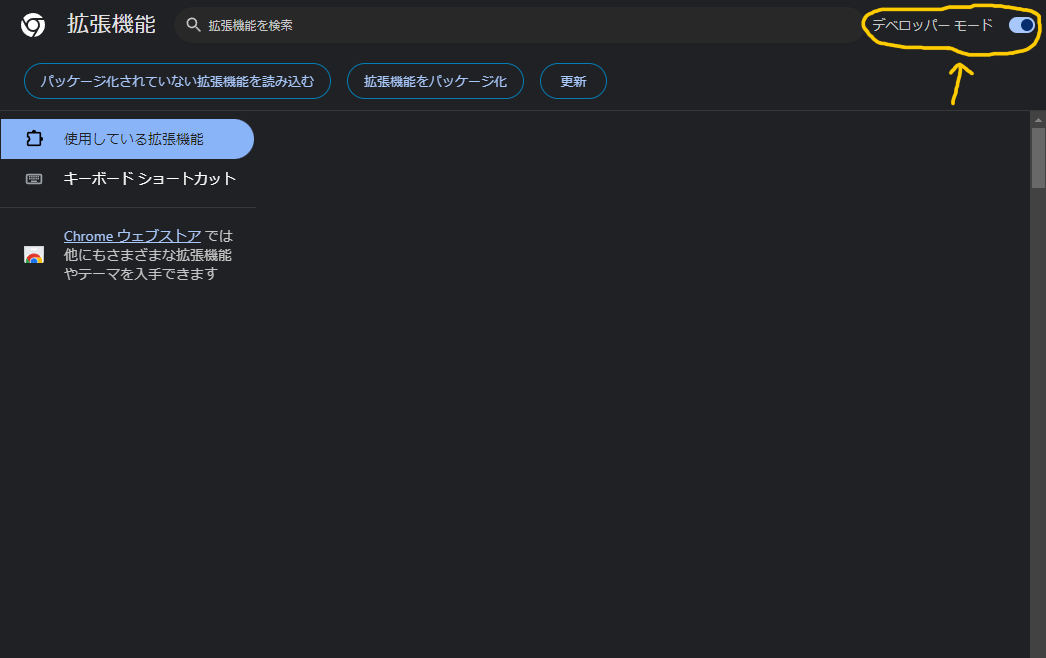 拡張機能
拡張機能を検索
デベロッパー モード
パッケージ化されていない拡張機能を読み込む
拡張機能をパッケージ化
更新
使用している拡張機能
キーボード ショートカット
Chrome ウェブストア では
他にもさまざまな拡張機能
やテーマを入手できます